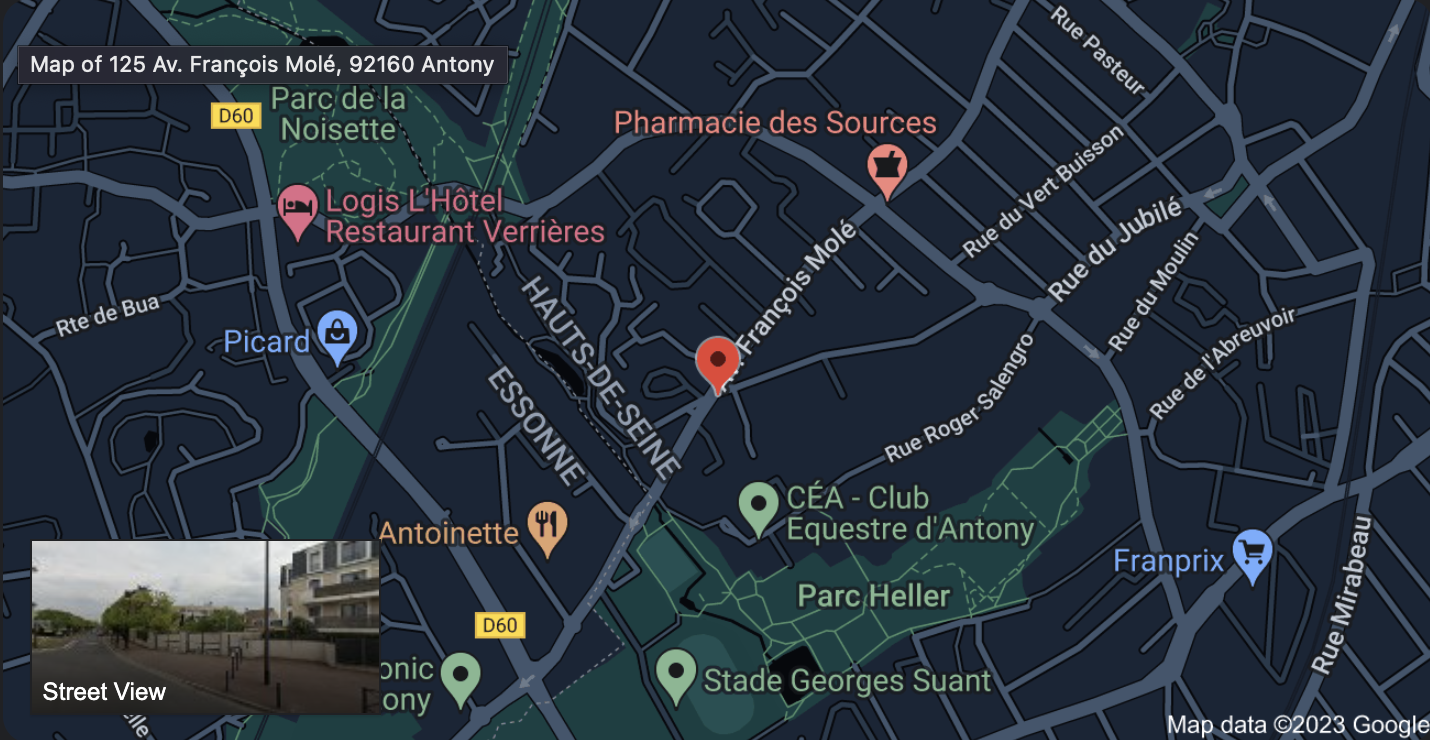 Map of 125 Av. François Molé, 92160 Antony
Rue Pasteur
D60
Parc de la
Noisette
Pharmacie des Sources
Rue du Vert Buisson
Logis L'Hôtel
Restaurant Verrières
Rue du Jubilé
François Molé
Rue du Moulin
HAUTS-DE-SEINE
Rte de Bua
Picard
Rue de l'Abreuvoir
ESSONNE
Rue Roger-Salengro
CÉA - Club
Équestre d'Antony
Antoinette
Franprix
Parc Heller
D60
Rue Mirabeau
onic
ony
Stade Georges Suant
Street View
Map data ©2023 Google